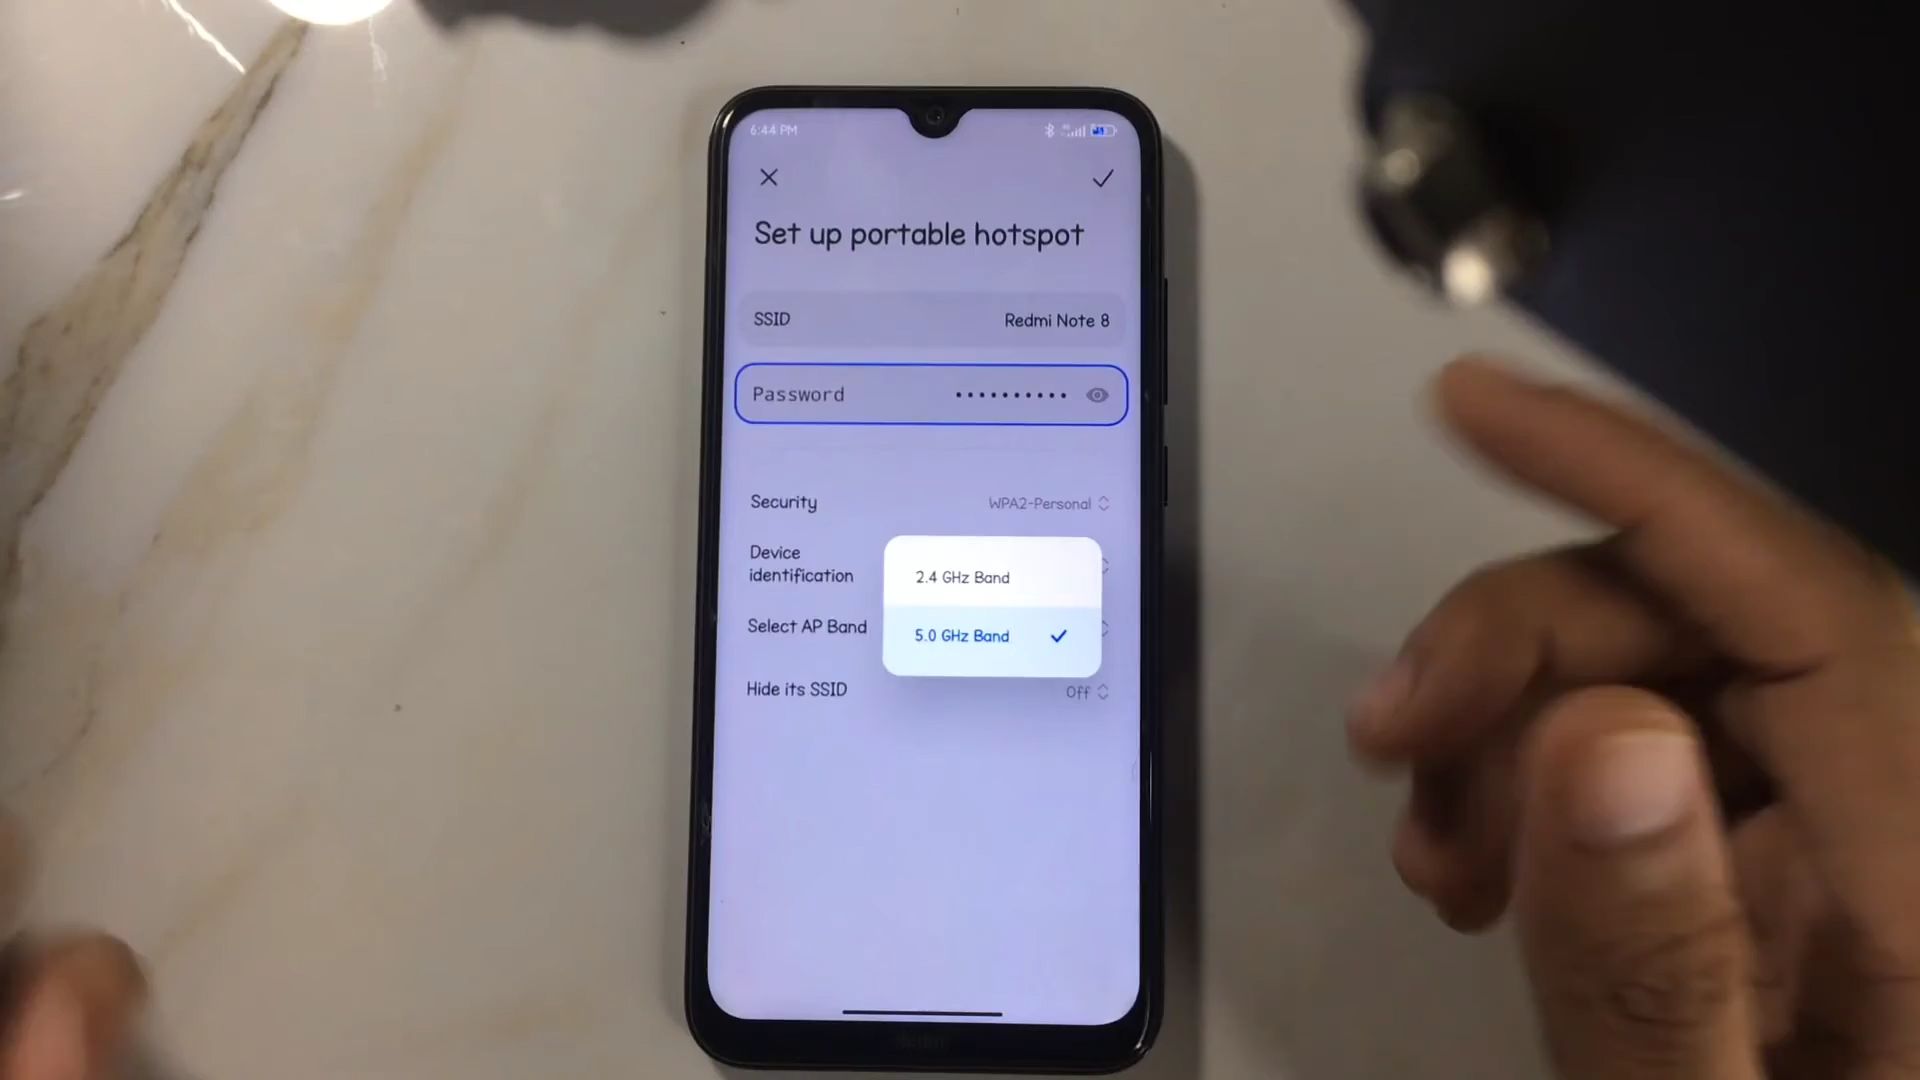 6:44 PM
Set up portable hotspot
SSID Redmi Note 8
Password ••••••••••
Security WPA2-Personal
Device
identification
2.4 GHz Band
Select AP Band
5.0 GHz Band
Hide its SSID Off